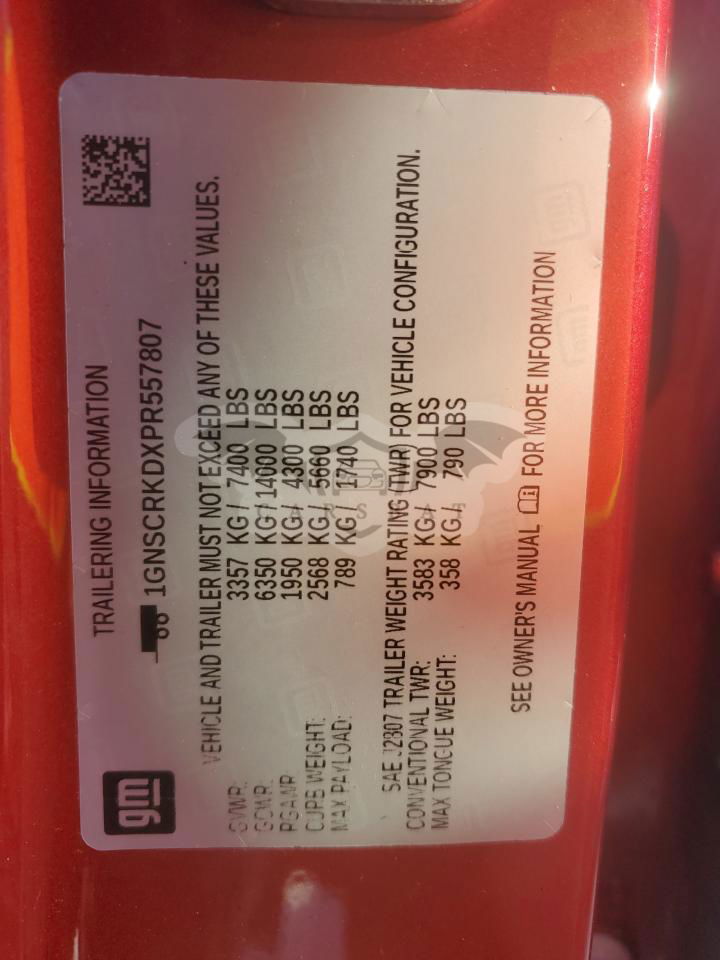 gm
TRAILERING INFORMATION
1GNSCRKDXPR557807
VEHICLE AND TRAILER MUST NOT EXCEED ANY OF THESE VALUES.
GVWR: 3357 KG / 7400 LBS
GCWR: 6350 KG / 14000 LBS
RGAWR: 1950 KG / 4300 LBS
CURB WEIGHT: 2568 KG / 5660 LBS
MAX PAYLOAD: 789 KG / 1740 LBS
SAE J2807 TRAILER WEIGHT RATING (TWR) FOR VEHICLE CONFIGURATION.
CONVENTIONAL TWR: 3583 KG / 7900 LBS
MAX TONGUE WEIGHT: 358 KG / 790 LBS
SEE OWNER'S MANUAL FOR MORE INFORMATION